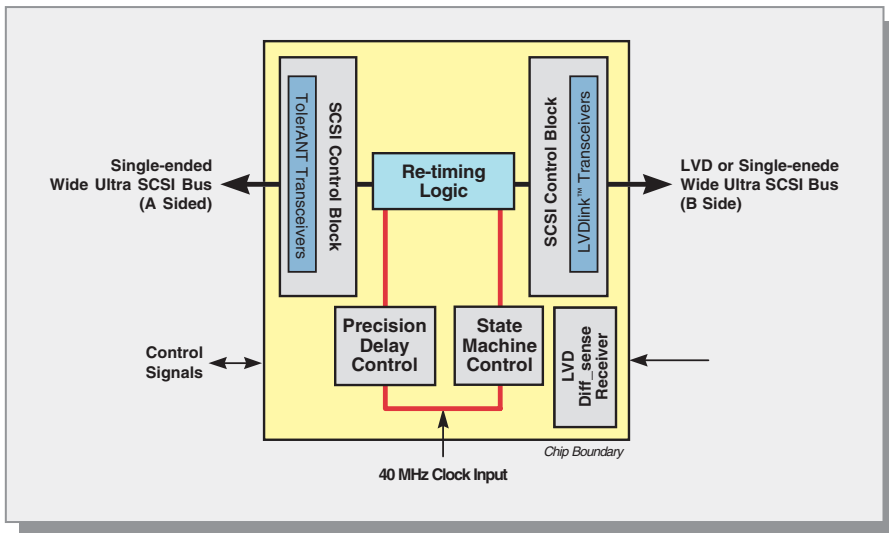 TolerANT Transceivers
SCSI Control Block
SCSI Control Block
LVDlink™ Transceivers
Single-ended
Wide Ultra SCSI Bus
(A Sided)
Re-timing
Logic
LVD or Single-enede
Wide Ultra SCSI Bus
(B Side)
Control
Signals
Precision
Delay
Control
State
Machine
Control
LVD
Diff_sense
Receiver
Chip Boundary
40 MHz Clock Input